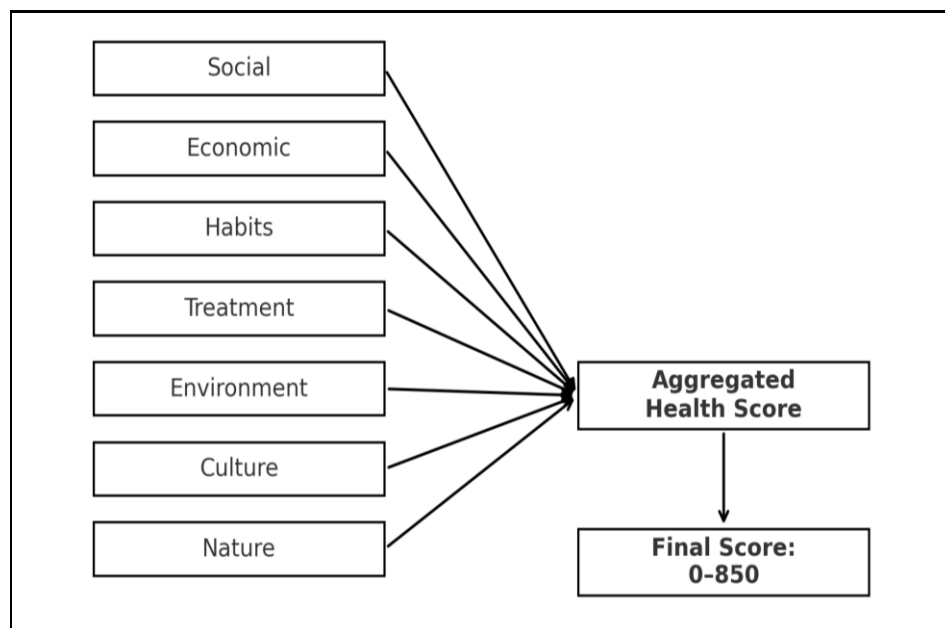 Social
Economic
Habits
Treatment
Environment
Culture
Nature
Aggregated
Health Score
Final Score:
0–850